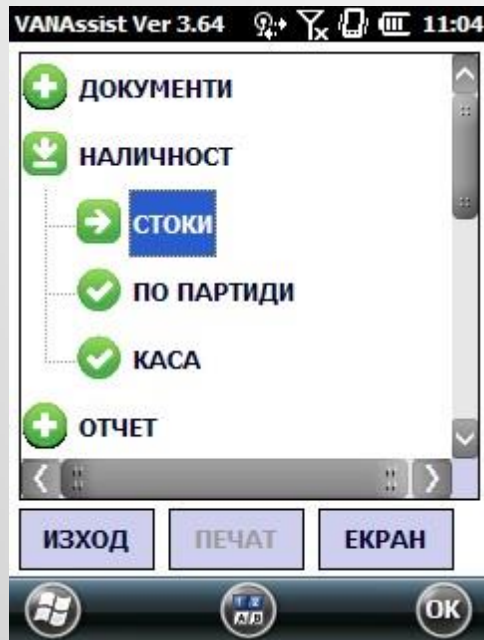 VANAssist Ver 3.64 11:04
ДОКУМЕНТИ
НАЛИЧНОСТ
СТОКИ
ПО ПАРТИДИ
КАСА
ОТЧЕТ
ИЗХОД ПЕЧАТ ЕКРАН
OK